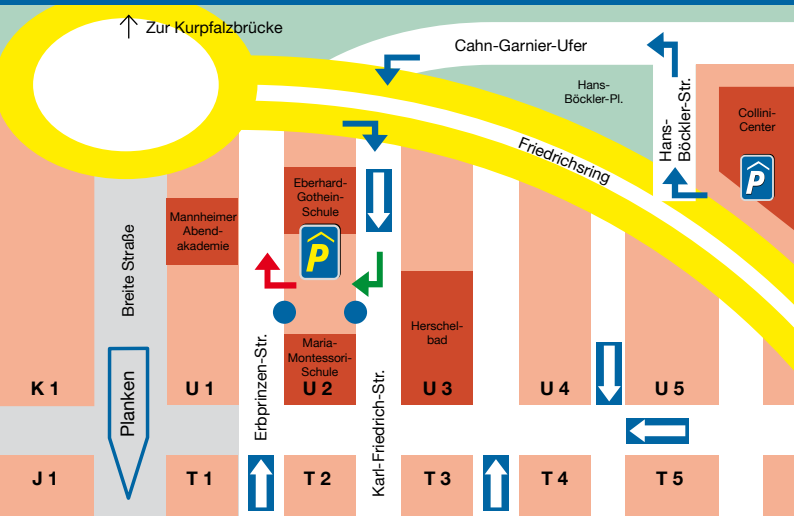 Zur Kurpfalzbrücke
Cahn-Garnier-Ufer
Hans-
Böckler-Pl.
Hans-
Böckler-Str.
Collini-
Center
P
Friedrichsring
Eberhard-
Gothein-
Schule
P
Mannheimer
Abend-
akademie
Breite Straße
Planken
Erbprinzen-Str.
Maria-
Montessori-
Schule
Karl-Friedrich-Str.
Herschel-
bad
K 1
U 1
U 2
U 3
U 4
U 5
J 1
T 1
T 2
T 3
T 4
T 5